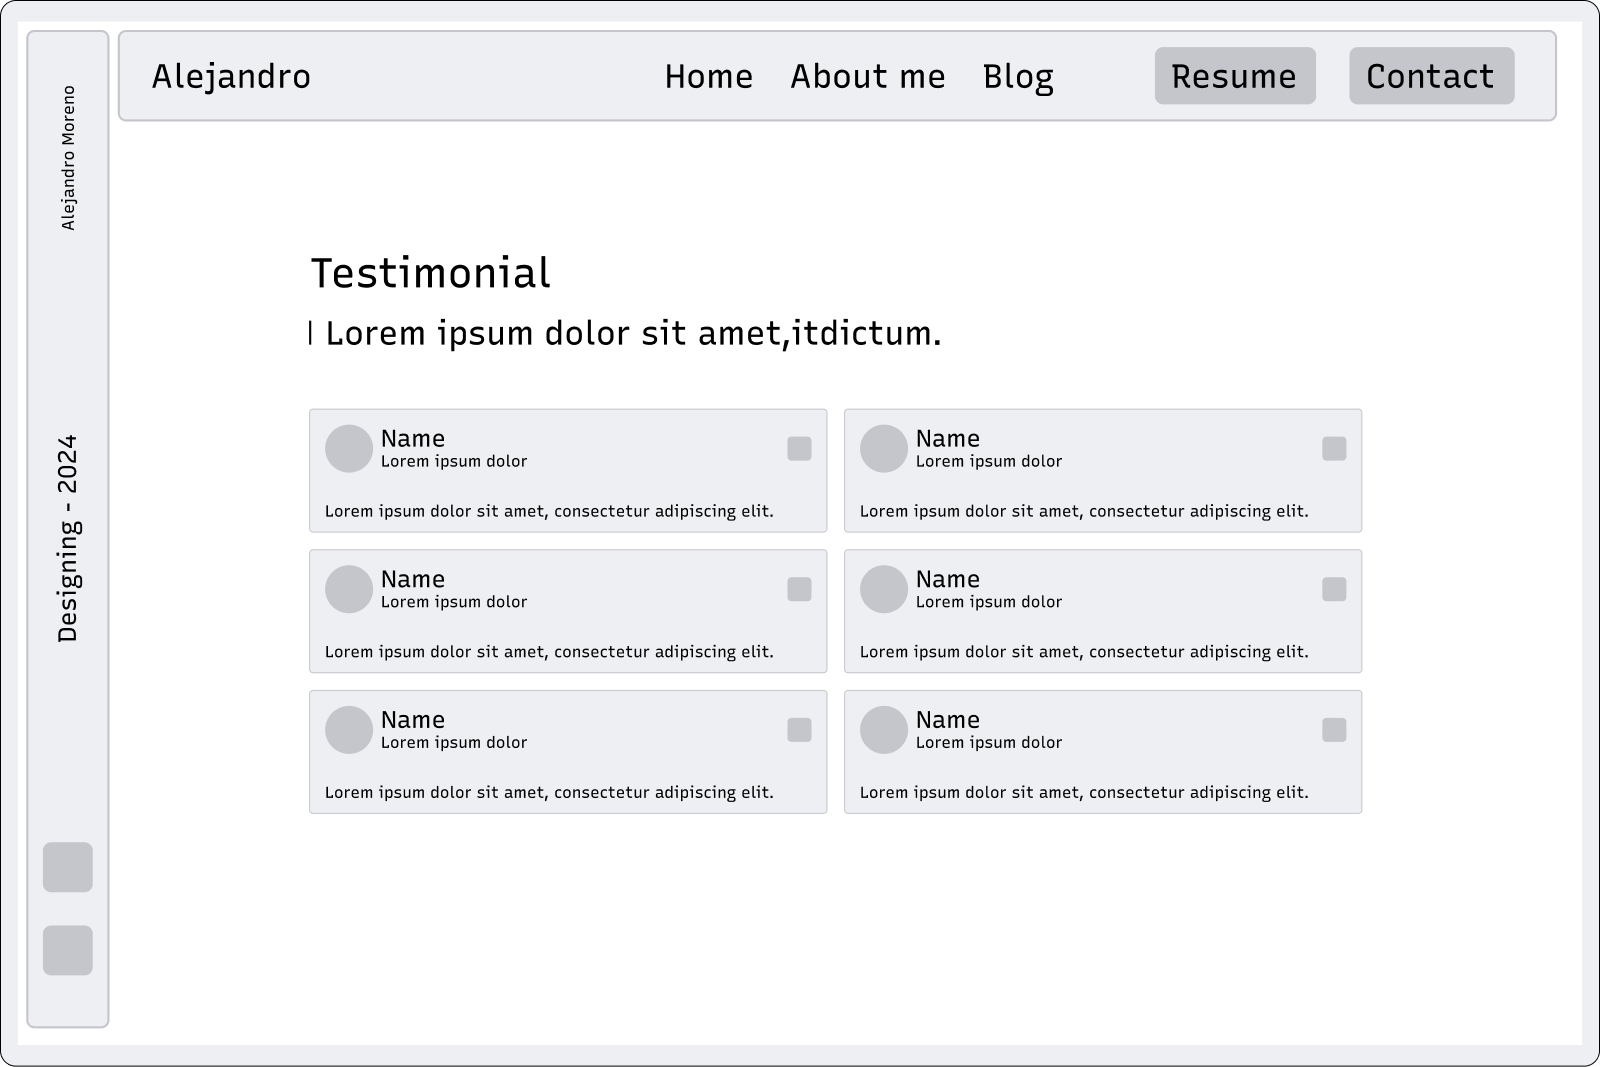 Alejandro Moreno
Designing - 2024
Alejandro
Home
About me
Blog
Resume
Contact
Testimonial
| Lorem ipsum dolor sit amet,itdictum.
Name
Lorem ipsum dolor
Lorem ipsum dolor sit amet, consectetur adipiscing elit.
Name
Lorem ipsum dolor
Lorem ipsum dolor sit amet, consectetur adipiscing elit.
Name
Lorem ipsum dolor
Lorem ipsum dolor sit amet, consectetur adipiscing elit.
Name
Lorem ipsum dolor
Lorem ipsum dolor sit amet, consectetur adipiscing elit.
Name
Lorem ipsum dolor
Lorem ipsum dolor sit amet, consectetur adipiscing elit.
Name
Lorem ipsum dolor
Lorem ipsum dolor sit amet, consectetur adipiscing elit.